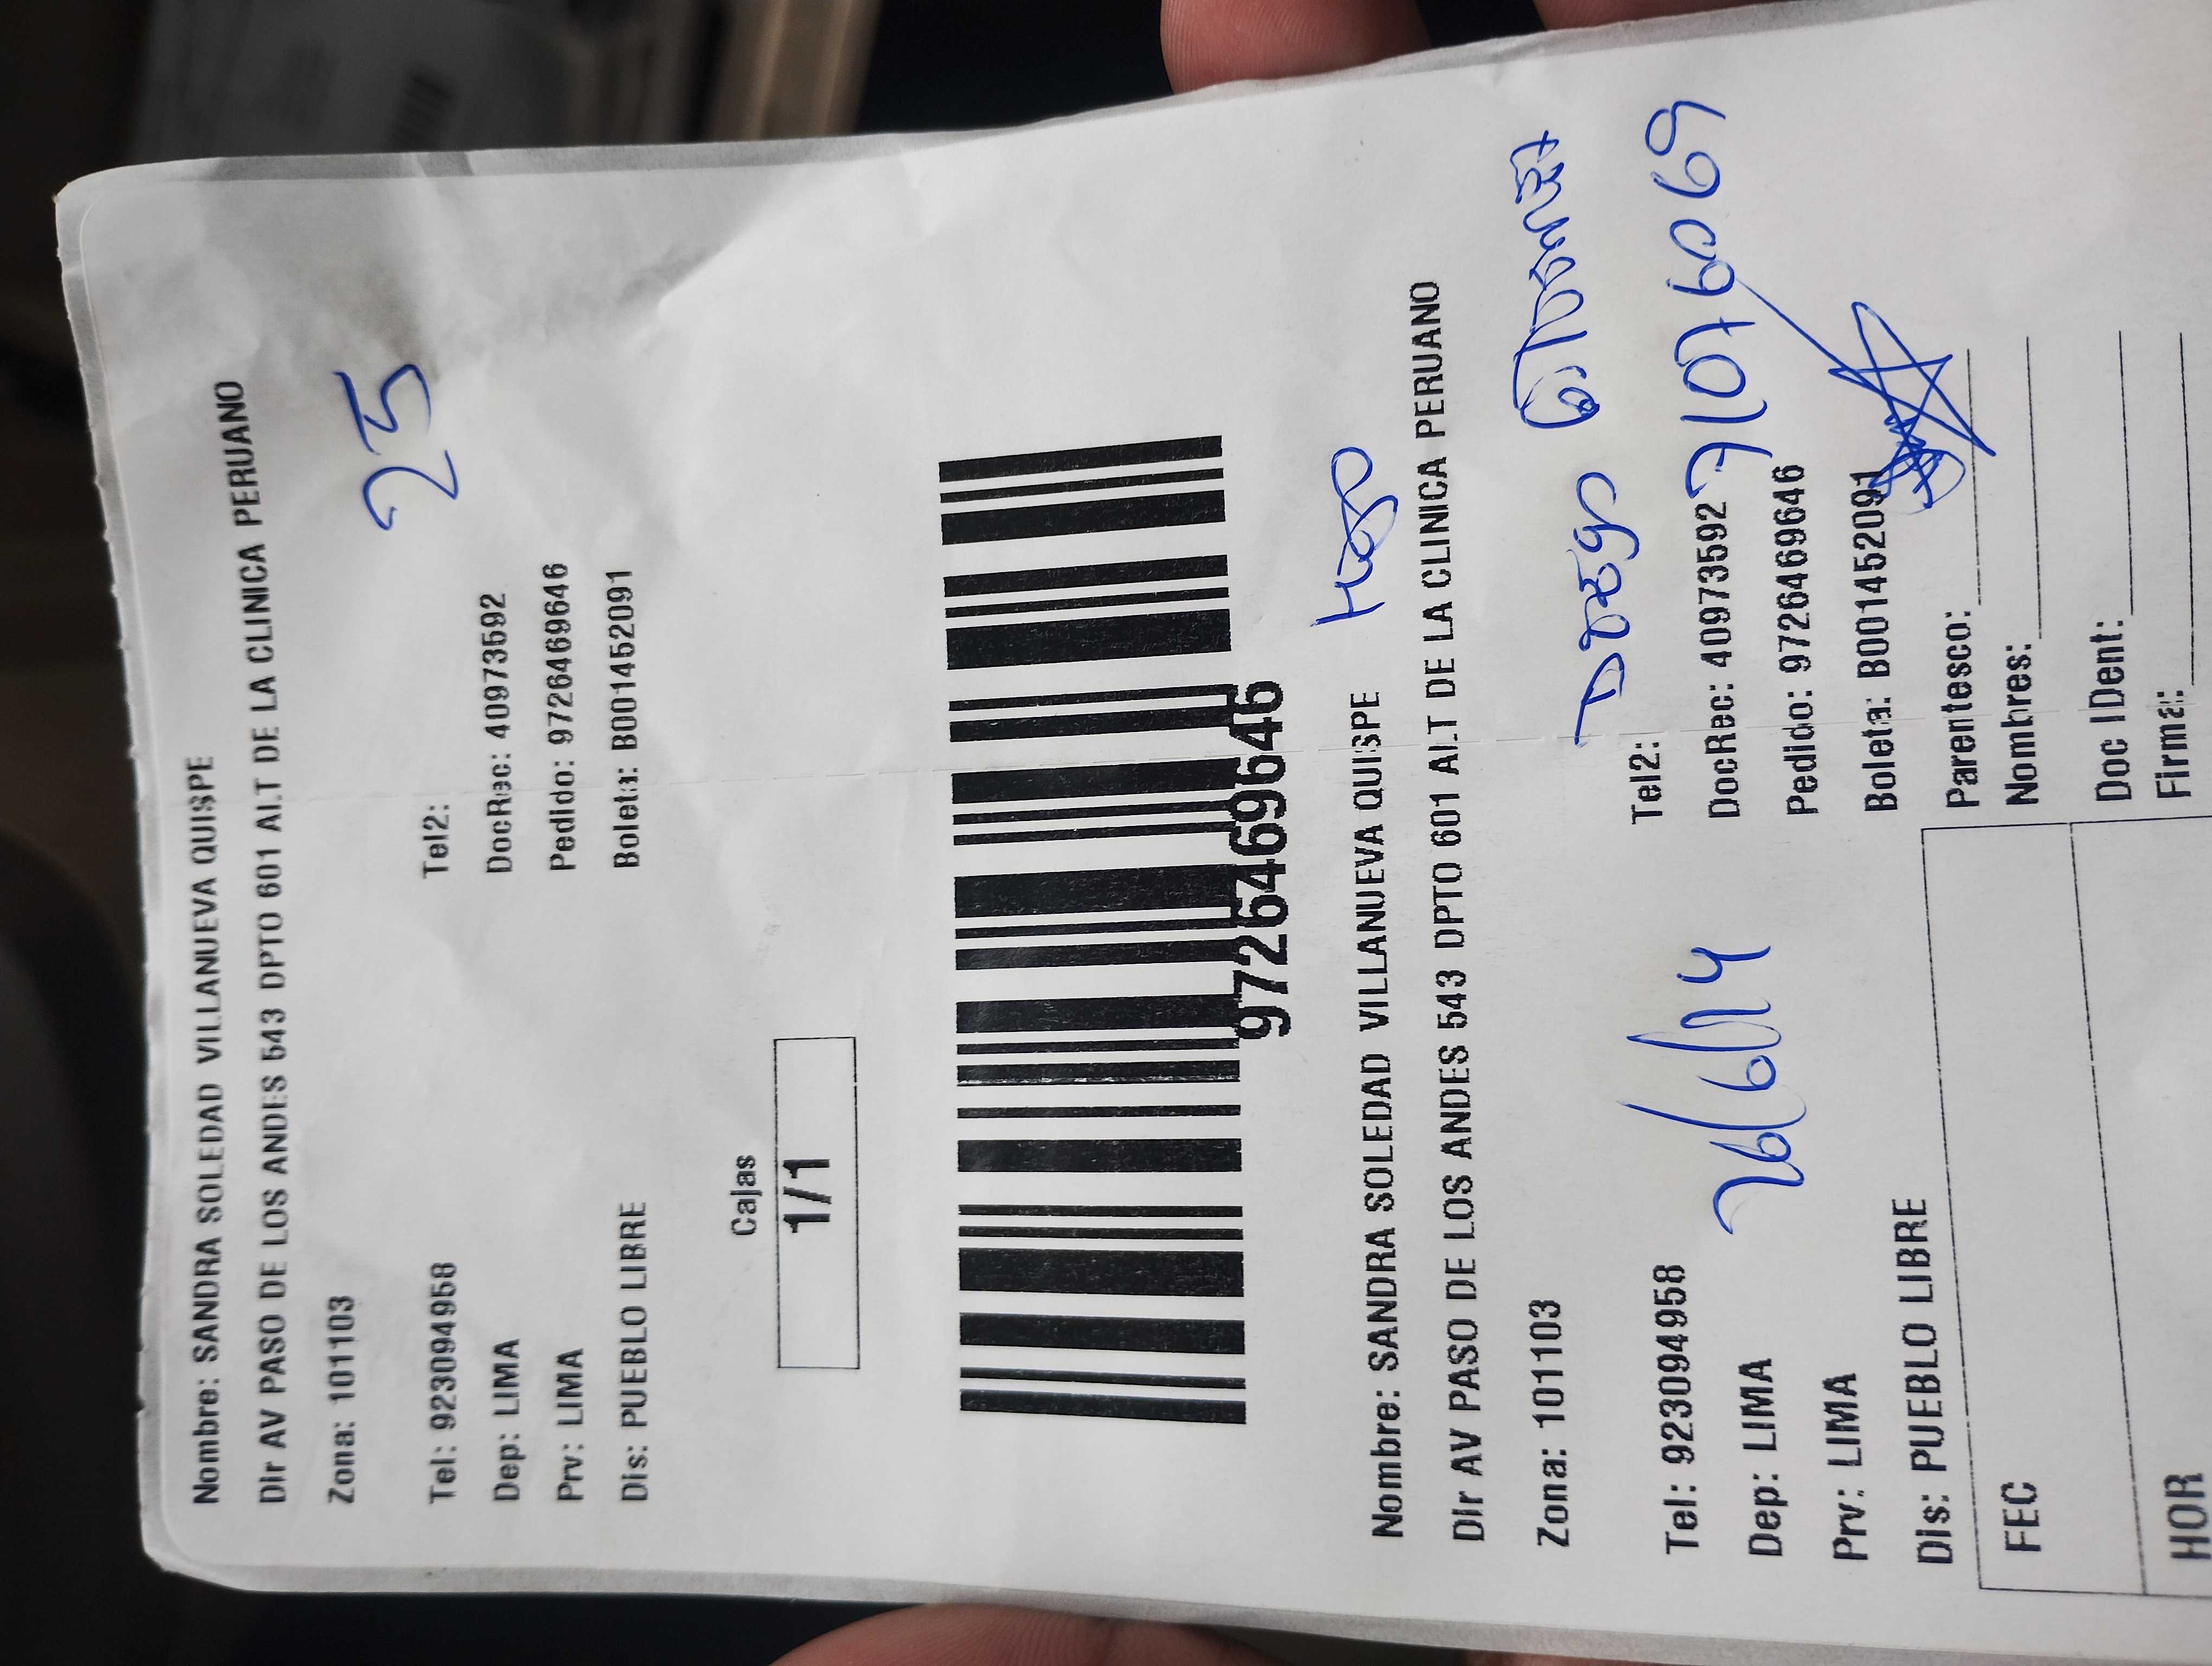 Nombre: SANDRA SOLEDAD VILLANUEVA QUISPE
DIr AV PASO DE LOS ANDES 543 DPTO 601 ALT DE LA CLINICA PERUANO
Zona: 101103
25
Tel: 923094958 Tel2:
Dep: LIMA DocRec: 40973592
Prv: LIMA Pedido: 9726469646
Dis: PUEBLO LIBRE Boleta: B001452091
Cajas
1/1
9726469646
Hijo
Nombre: SANDRA SOLEDAD VILLANUEVA QUISPE
DIr AV PASO DE LOS ANDES 543 DPTO 601 ALT DE LA CLINICA PERUANO
Zona: 101103
Diego
Tel: 923094958 Tel2:
26/6/14
Dep: LIMA DocRec: 40973592
Prv: LIMA Pedido: 9726469646
Dis: PUEBLO LIBRE Boleta: B001452091
FEC Parentesco:
Nombres:
HOR Doc IDent:
Firma: